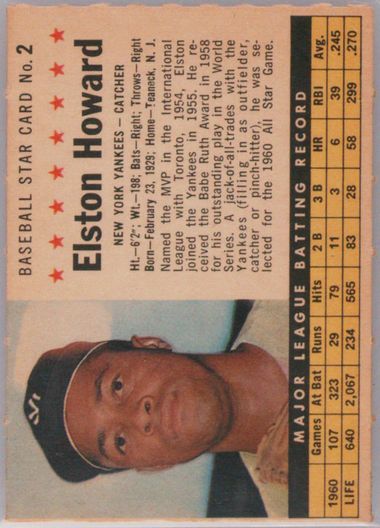 BASEBALL STAR CARD No. 2
Elston Howard
NEW YORK YANKEES — CATCHER
Ht.—6'2"; Wt.—198; Bats—Right; Throws—Right
Born—February 23, 1929; Home—Teaneck, N. J.
Named the MVP in the International
League with Toronto, 1954. Elston
joined the Yankees in 1955. He re-
ceived the Babe Ruth Award in 1958
for his outstanding play in the World
Series. A jack-of-all-trades with the
Yankees (filling in as outfielder,
catcher or pinch-hitter), he was se-
lected for the 1960 All Star Game.
MAJOR LEAGUE BATTING RECORD
Games At Bat Runs Hits 2 B 3 B HR RBI Avg.
1960 107 323 29 79 11 3 6 39 .245
LIFE 640 2,067 234 565 83 28 58 299 .270